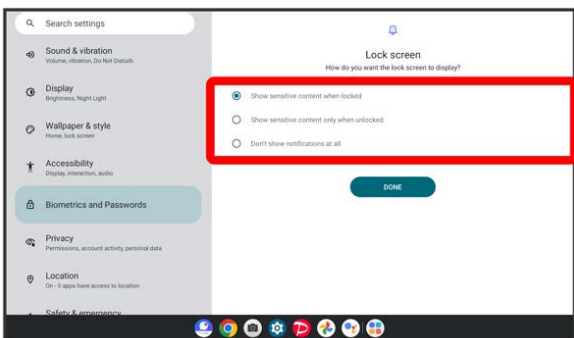 Search settings
Sound & vibration
Volume, vibration, Do Not Disturb
Display
Brightness, Night Light
Wallpaper & style
Home, lock screen
Accessibility
Display, interaction, audio
Biometrics and Passwords
Privacy
Permissions, account activity, personal data
Location
On - 5 apps have access to location
Safety & emergency
Lock screen
How do you want the lock screen to display?
Show sensitive content when locked
Show sensitive content only when unlocked
Don't show notifications at all
DONE